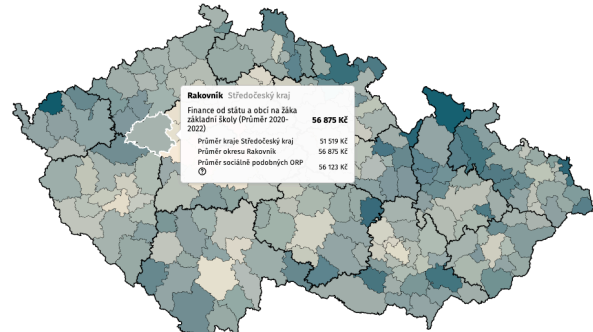 Rakovník Středočeský kraj
Finance od státu a obcí na žáka
základní školy (Průměr 2020-
2022)
56 875 Kč
Průměr kraje Středočeský kraj 51 519 Kč
Průměr okresu Rakovník 56 875 Kč
Průměr sociálně podobných ORP
?
56 123 Kč